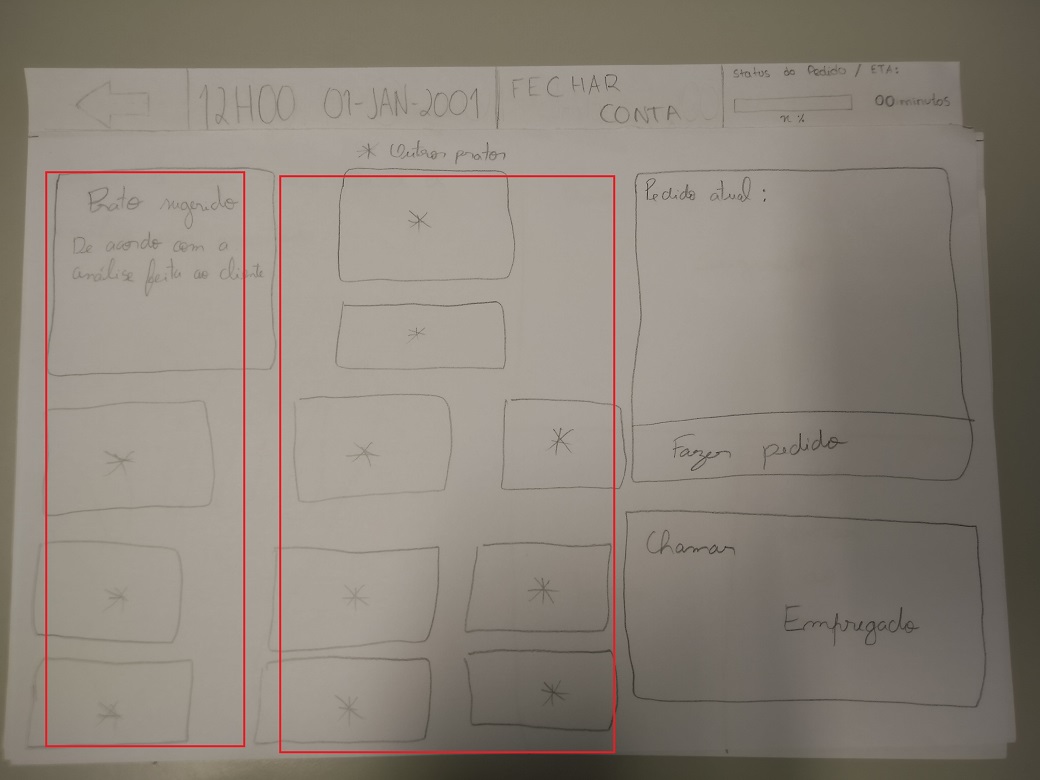 12H00 01-JAN-2001
FECHAR
CONTA
Status do Pedido / ETA:
00 minutos
x %
* Outros pratos
Prato sugerido
De acordo com a
análise feita ao cliente
*
*
*
*
*
*
*
*
*
*
*
Pedido atual:
Fazer pedido
Chamar
Empregado